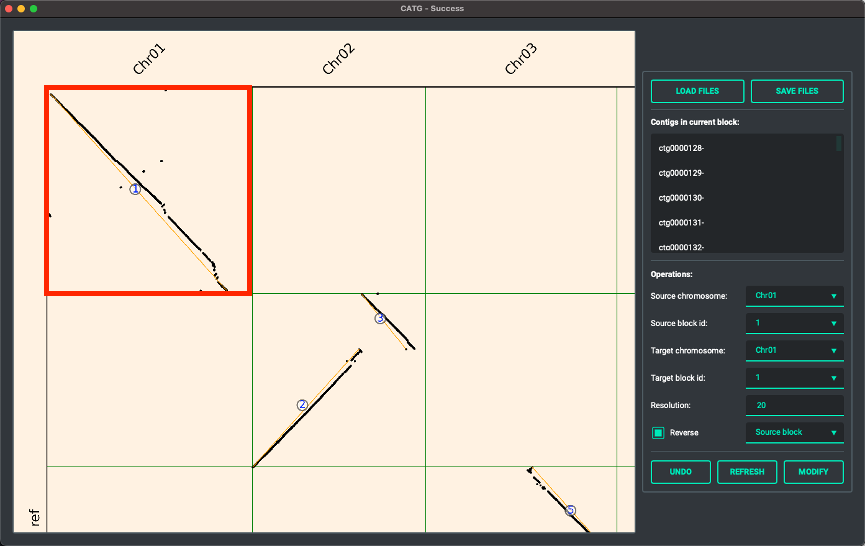 CATG - Success
Chr01
Chr02
Chr03
1
2
3
5
ref
LOAD FILES
SAVE FILES
Contigs in current block:
ctg0000128-
ctg0000129-
ctg0000130-
ctg0000131-
ctg0000132-
Operations:
Source chromosome: Chr01
Source block id: 1
Target chromosome: Chr01
Target block id: 1
Resolution: 20
Reverse Source block
UNDO
REFRESH
MODIFY